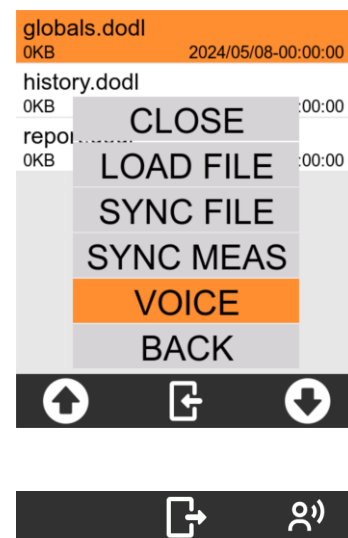 globals.dodl
0KB 2024/05/08-00:00:00
history.dodl
0KB :00:00
CLOSE
0KB :00:00
LOAD FILE
SYNC FILE
SYNC MEAS
VOICE
BACK